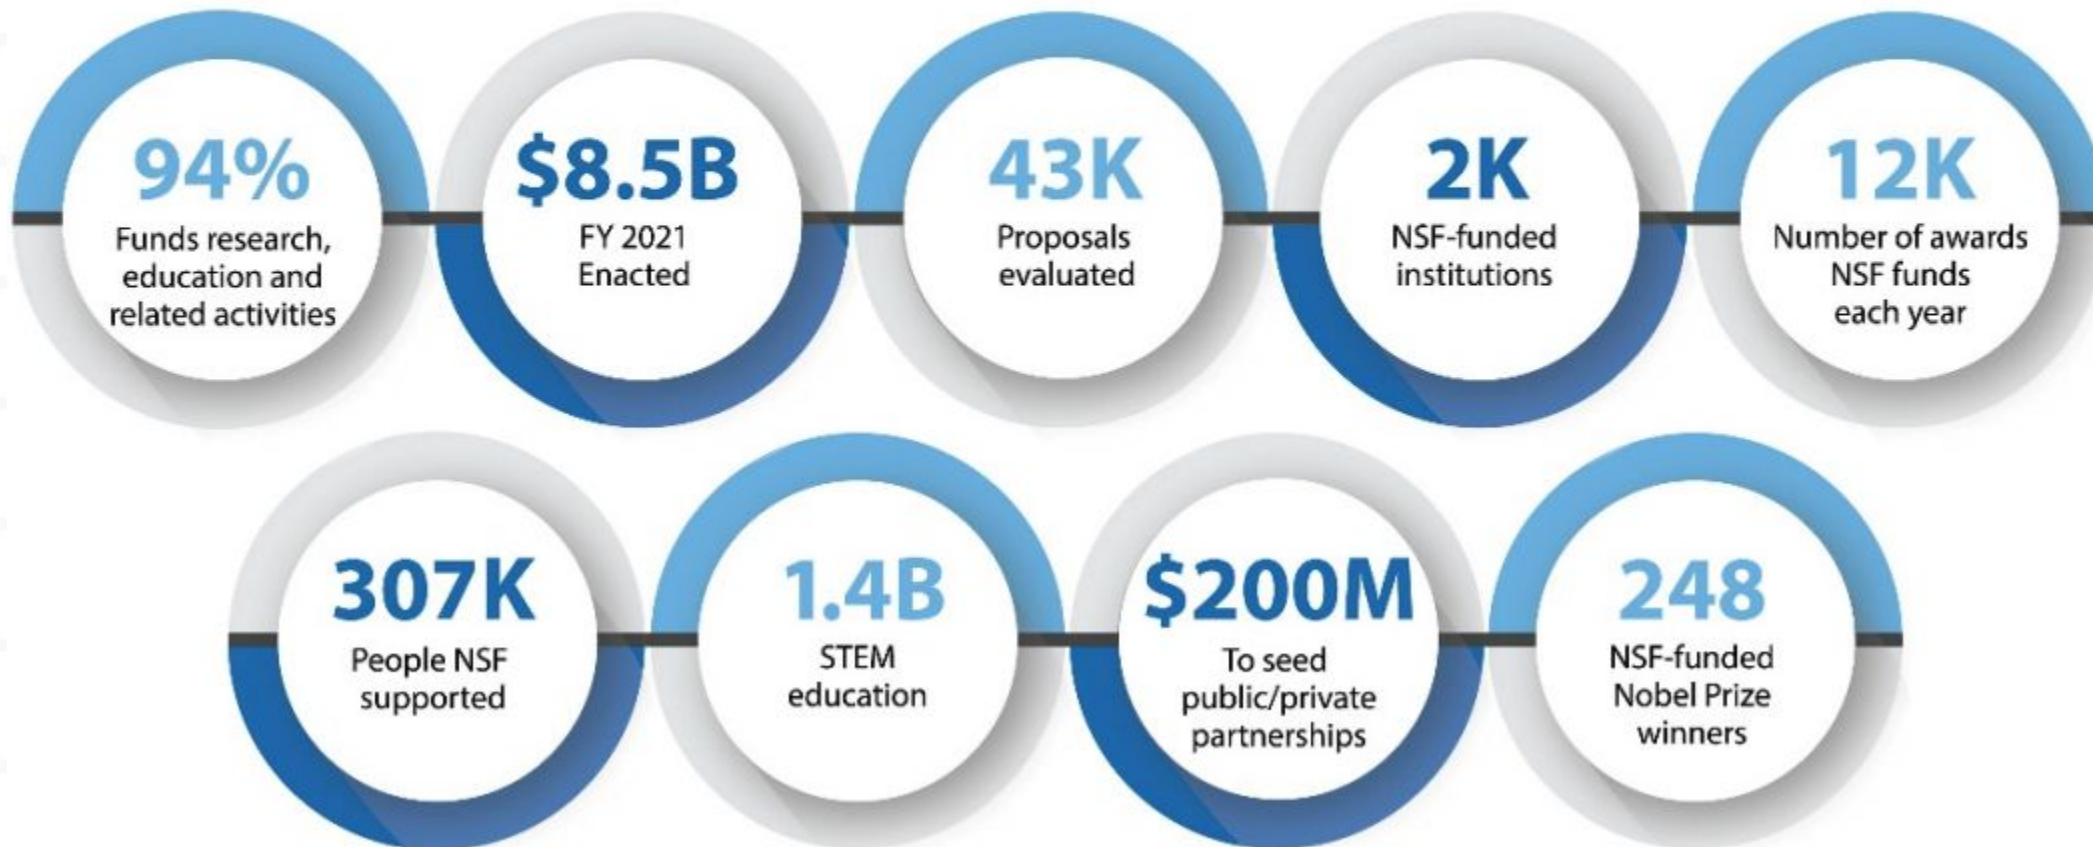 94%
Funds research,
education and
related activities
$8.5B
FY 2021
Enacted
43K
Proposals
evaluated
2K
NSF-funded
institutions
12K
Number of awards
NSF funds
each year
307K
People NSF
supported
1.4B
STEM
education
$200M
To seed
public/private
partnerships
248
NSF-funded
Nobel Prize
winners